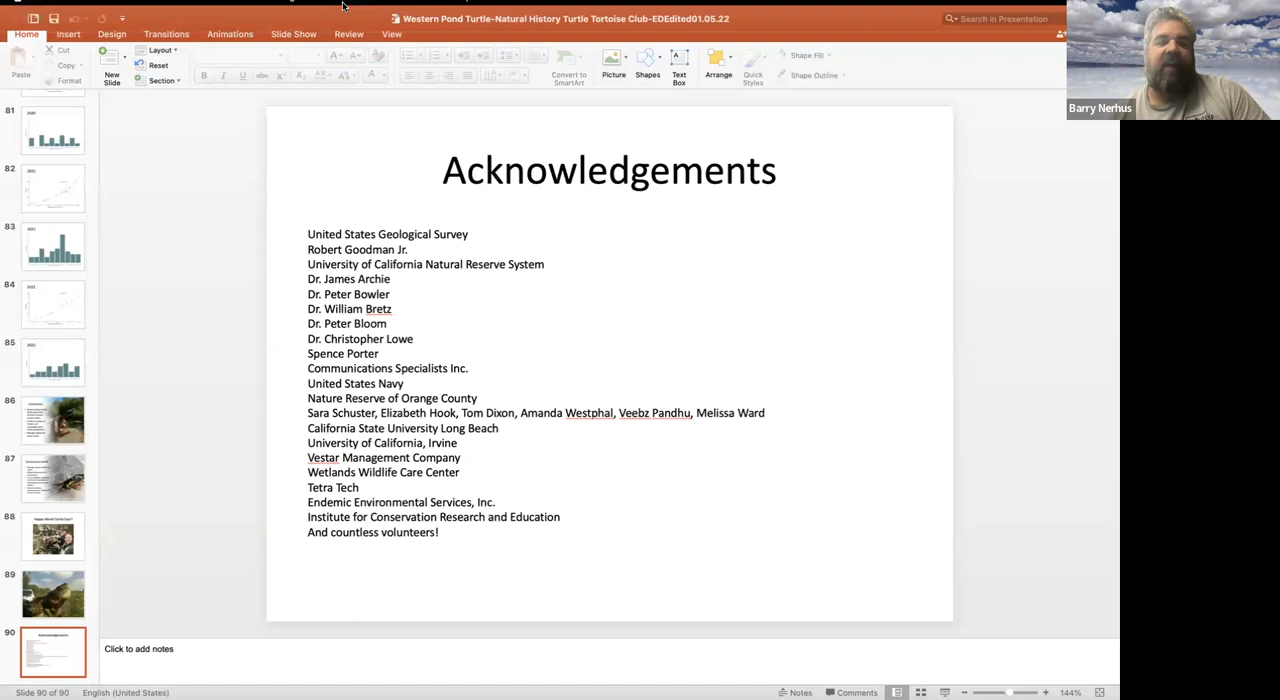 Western Pond Turtle-Natural History Turtle Tortoise Club-EDEdited01.05.22
Search in Presentation
Home Insert Design Transitions Animations Slide Show Review View
Paste
Cut
Copy
Format
New Slide
Layout
Reset
Section
Convert to SmartArt
Picture
Shapes
Text Box
Arrange
Quick Styles
Shape Fill
Shape Outline
Barry Nerhus
81
82
83
84
85
86
87
88
Happy World Turtle Day!!
89
90
Acknowledgements
Acknowledgements
United States Geological Survey
Robert Goodman Jr.
University of California Natural Reserve System
Dr. James Archie
Dr. Peter Bowler
Dr. William Bretz
Dr. Peter Bloom
Dr. Christopher Lowe
Spence Porter
Communications Specialists Inc.
United States Navy
Nature Reserve of Orange County
Sara Schuster, Elizabeth Hook, Tom Dixon, Amanda Westphal, Veebz Pandhu, Melissa Ward
California State University Long Beach
University of California, Irvine
Vestar Management Company
Wetlands Wildlife Care Center
Tetra Tech
Endemic Environmental Services, Inc.
Institute for Conservation Research and Education
And countless volunteers!
Click to add notes
Slide 90 of 90 English (United States) Notes Comments 144%